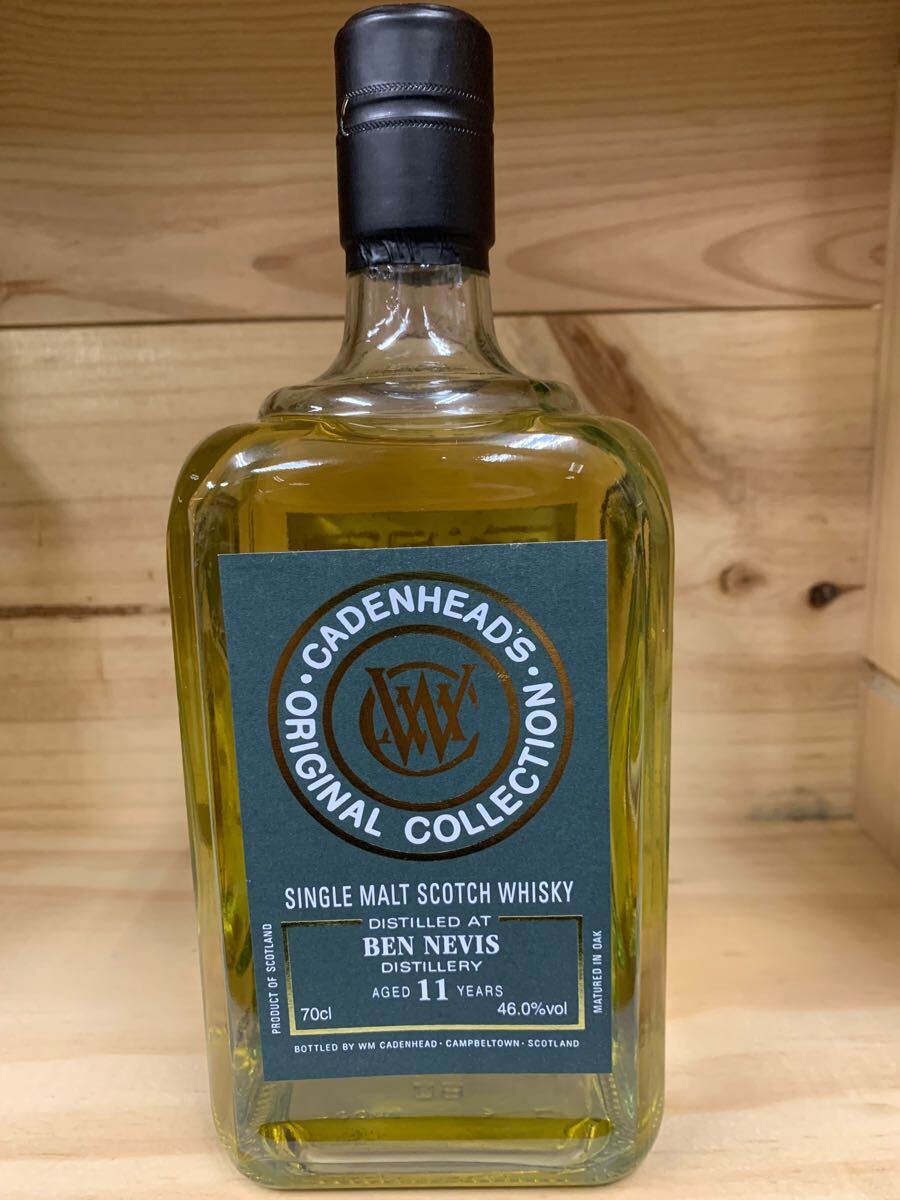 CADENHEAD'S
ORIGINAL COLLECTION
WC
SINGLE MALT SCOTCH WHISKY
DISTILLED AT
BEN NEVIS
DISTILLERY
AGED 11 YEARS
70cl 46.0%vol
PRODUCT OF SCOTLAND
MATURED IN OAK
BOTTLED BY WM CADENHEAD · CAMPBELTOWN · SCOTLAND